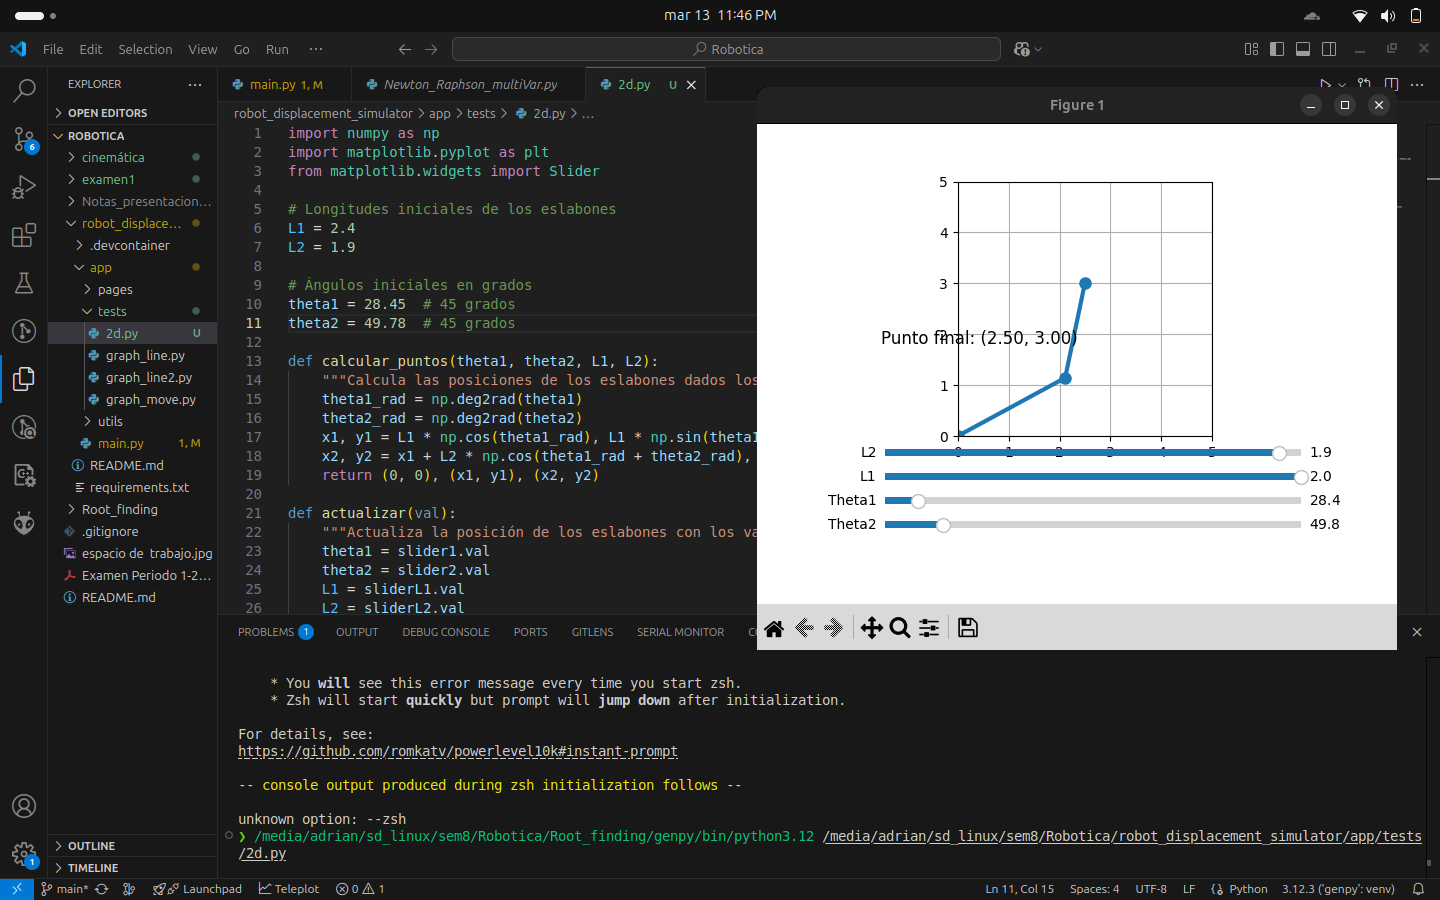 mar 13 11:46 PM
File Edit Selection View Go Run ···
Robotica
EXPLORER ···
OPEN EDITORS
ROBOTICA
cinemática
examen1
Notas_presentacion...
robot_displace...
.devcontainer
app
pages
tests
2d.py U
graph_line.py
graph_line2.py
graph_move.py
utils
main.py 1, M
README.md
requirements.txt
Root_finding
.gitignore
espacio de trabajo.jpg
Examen Periodo 1-2...
README.md
OUTLINE
TIMELINE
6
1
main.py 1, M
Newton_Raphson_multiVar.py
2d.py U
robot_displacement_simulator > app > tests > 2d.py > ...
1 import numpy as np
2 import matplotlib.pyplot as plt
3 from matplotlib.widgets import Slider
4
5 # Longitudes iniciales de los eslabones
6 L1 = 2.4
7 L2 = 1.9
8
9 # Ángulos iniciales en grados
10 theta1 = 28.45  # 45 grados
11 theta2 = 49.78  # 45 grados
12
13 def calcular_puntos(theta1, theta2, L1, L2):
14 """Calcula las posiciones de los eslabones dados los
15 theta1_rad = np.deg2rad(theta1)
16 theta2_rad = np.deg2rad(theta2)
17 x1, y1 = L1 * np.cos(theta1_rad), L1 * np.sin(theta1
18 x2, y2 = x1 + L2 * np.cos(theta1_rad + theta2_rad),
19 return (0, 0), (x1, y1), (x2, y2)
20
21 def actualizar(val):
22 """Actualiza la posición de los eslabones con los va
23 theta1 = slider1.val
24 theta2 = slider2.val
25 L1 = sliderL1.val
26 L2 = sliderL2.val
Figure 1
5
4
3
2
1
0
Punto final: (2.50, 3.00)
0 1 2 3 4 5
L2 1.9
L1 2.0
Theta1 28.4
Theta2 49.8
PROBLEMS 1 OUTPUT DEBUG CONSOLE PORTS GITLENS SERIAL MONITOR
* You will see this error message every time you start zsh.
* Zsh will start quickly but prompt will jump down after initialization.
For details, see:
https://github.com/romkatv/powerlevel10k#instant-prompt
-- console output produced during zsh initialization follows --
unknown option: --zsh
❯ /media/adrian/sd_linux/sem8/Robotica/Root_finding/genpy/bin/python3.12 /media/adrian/sd_linux/sem8/Robotica/robot_displacement_simulator/app/tests
/2d.py
main* Launchpad Teleplot 0 1 Ln 11, Col 15 Spaces: 4 UTF-8 LF Python 3.12.3 ('genpy': venv)